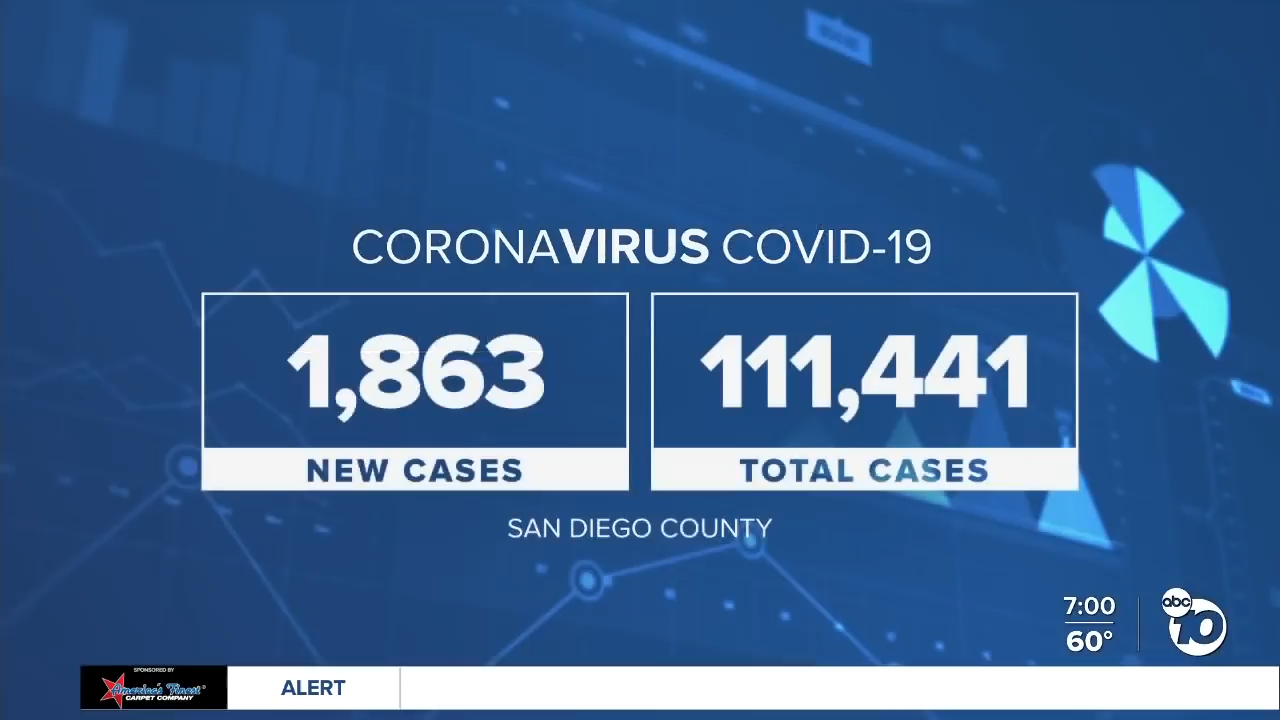 CORONAVIRUS COVID-19
1,863
111,441
NEW CASES
TOTAL CASES
SAN DIEGO COUNTY
7:00
60°
abc
10
SPONSORED BY
America's Finest
CARPET COMPANY
ALERT